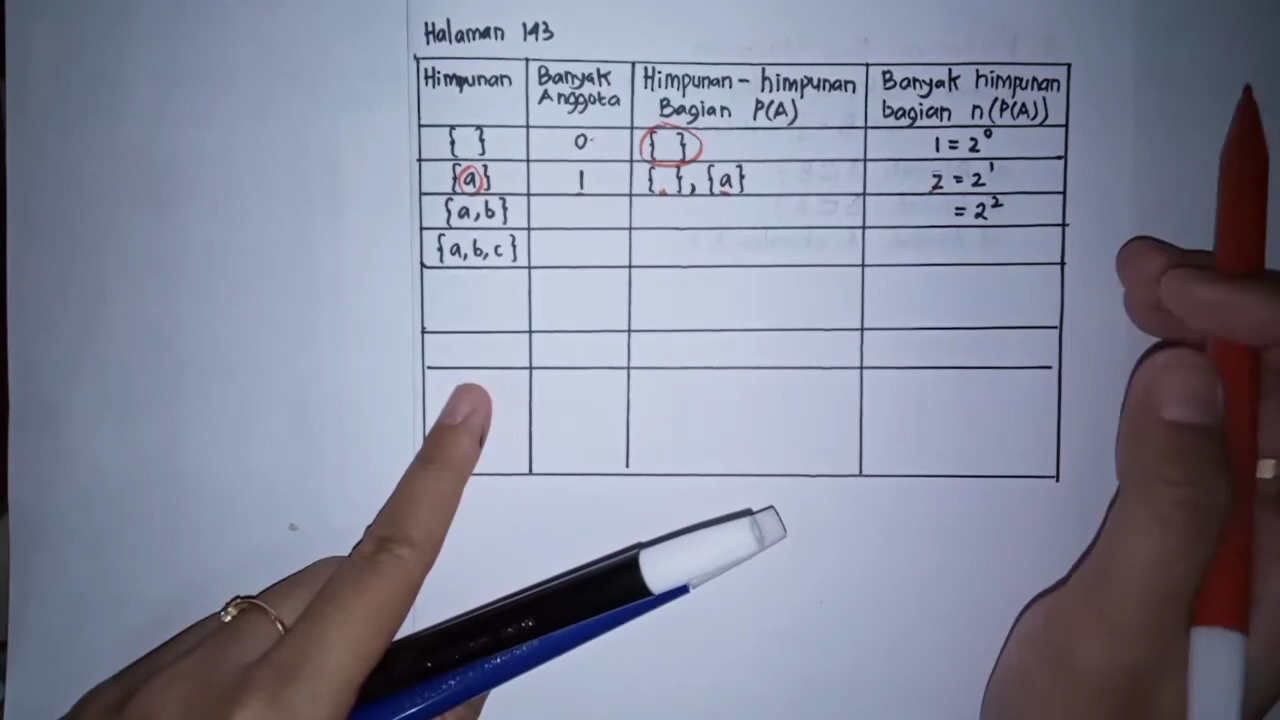 Halaman 143
Himpunan Banyak Anggota Himpunan - himpunan Bagian P(A) Banyak himpunan bagian n(P(A))
{ } 0 { } 1 = 2⁰
{a} 1 { }, {a} 2 = 2¹
{a,b} = 2²
{a, b, c}